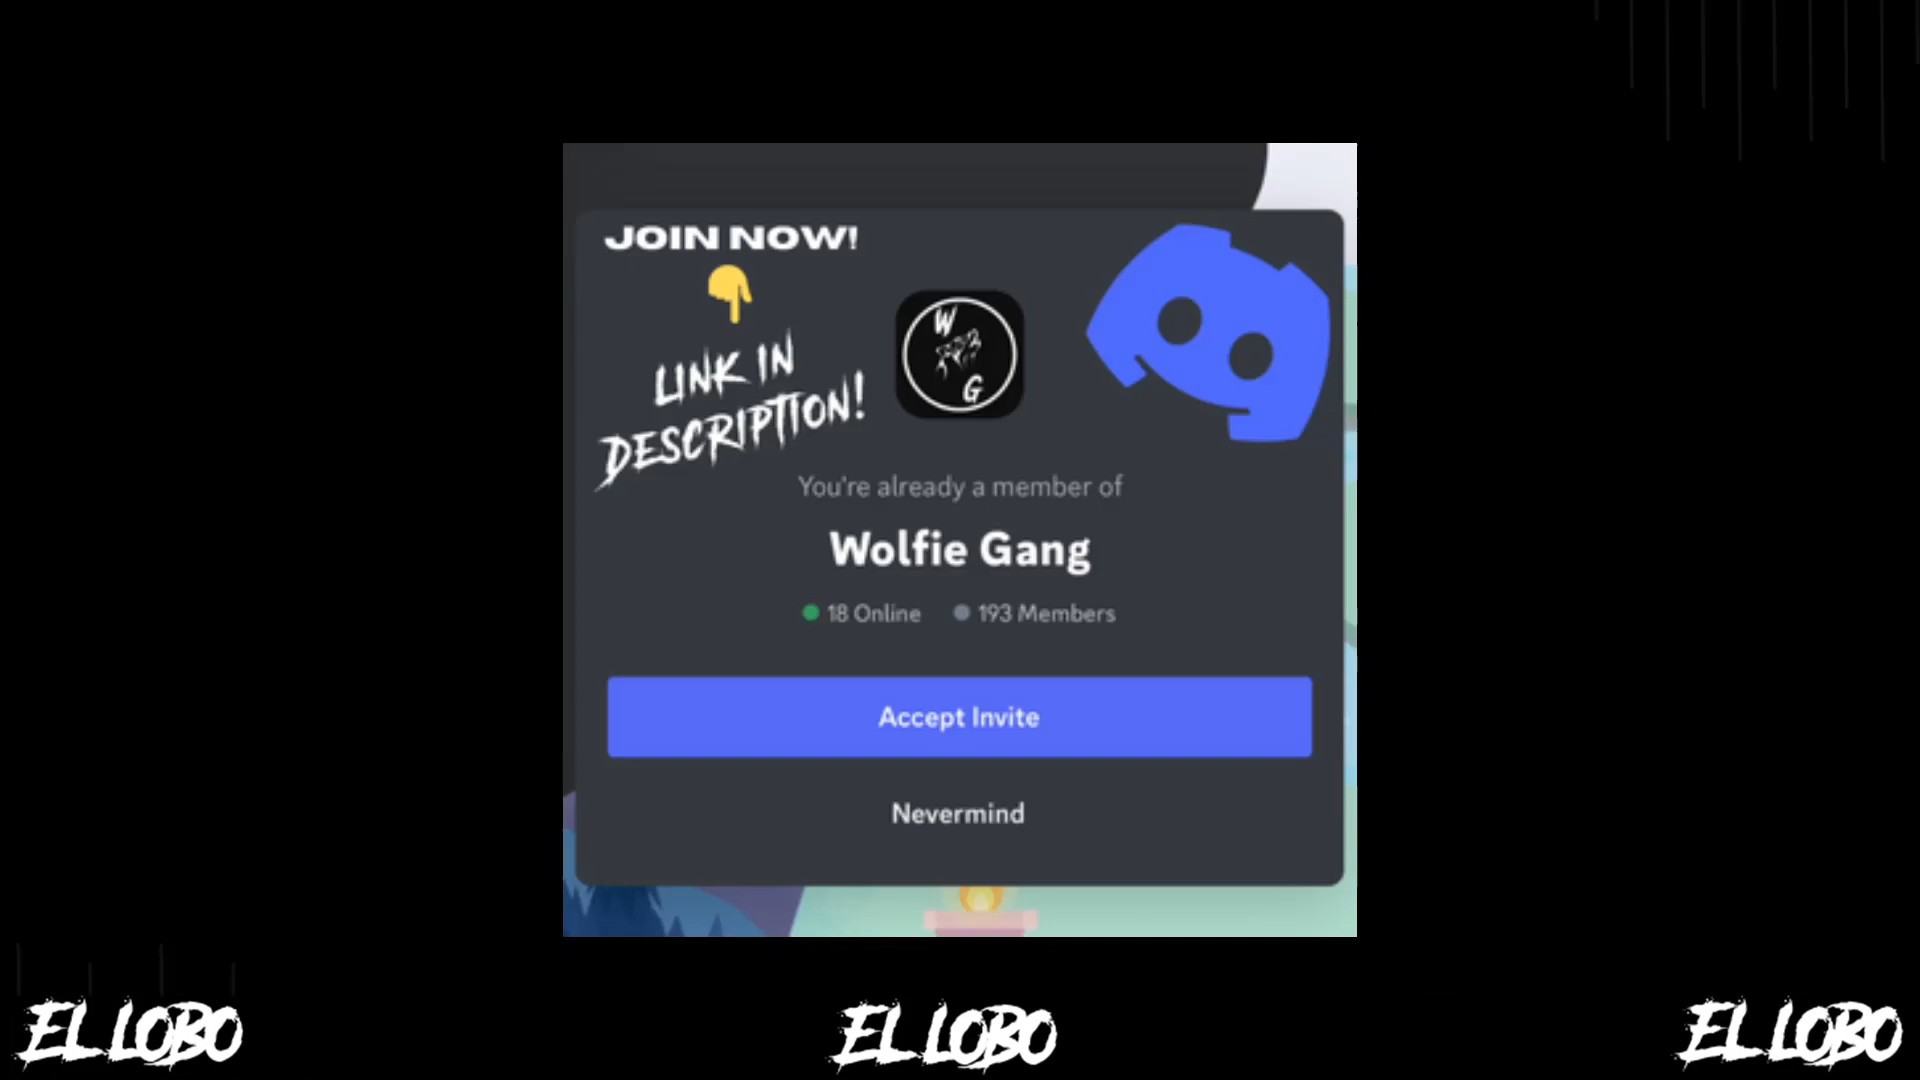 JOIN NOW!
LINK IN
DESCRIPTION!
W
G
You're already a member of
Wolfie Gang
18 Online 193 Members
Accept Invite
Nevermind
EL LOBO EL LOBO EL LOBO